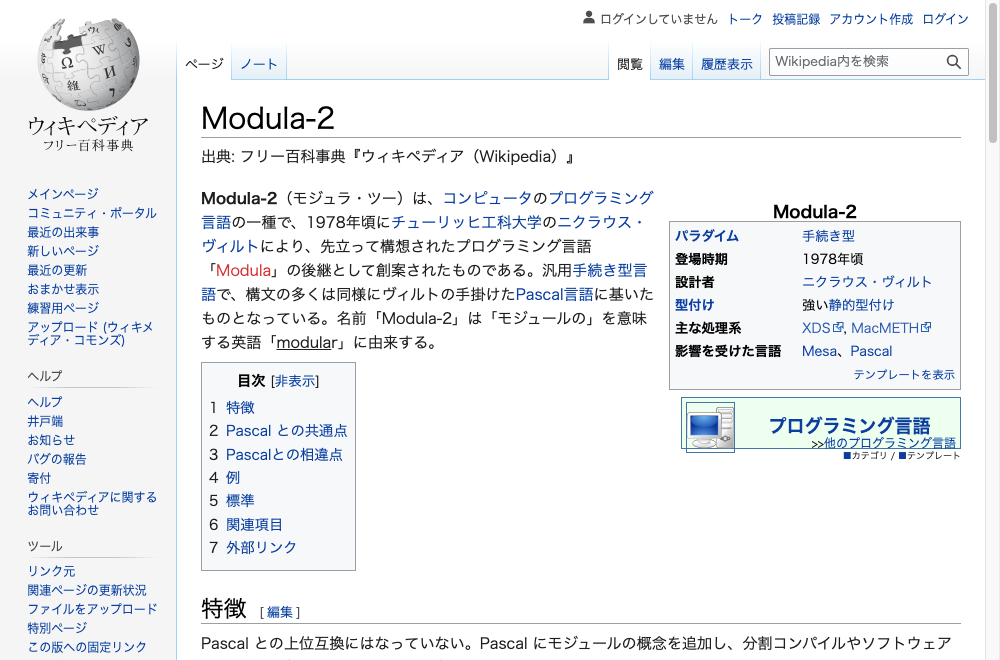 ログインしていません トーク 投稿記録 アカウント作成 ログイン
ページ ノート 閲覧 編集 履歴表示 Wikipedia内を検索
ウィキペディア
フリー百科事典
メインページ
コミュニティ・ポータル
最近の出来事
新しいページ
最近の更新
おまかせ表示
練習用ページ
アップロード (ウィキメ
ディア・コモンズ)
ヘルプ
ヘルプ
井戸端
お知らせ
バグの報告
寄付
ウィキペディアに関する
お問い合わせ
ツール
リンク元
関連ページの更新状況
ファイルをアップロード
特別ページ
この版への固定リンク
Modula-2
出典: フリー百科事典『ウィキペディア（Wikipedia）』
Modula-2（モジュラ・ツー）は、コンピュータのプログラミング
言語の一種で、1978年頃にチューリッヒ工科大学のニクラウス・
ヴィルトにより、先立って構想されたプログラミング言語
「Modula」の後継として創案されたものである。汎用手続き型言
語で、構文の多くは同様にヴィルトの手掛けたPascal言語に基いた
ものとなっている。名前「Modula-2」は「モジュールの」を意味
する英語「modular」に由来する。
Modula-2
パラダイム 手続き型
登場時期 1978年頃
設計者 ニクラウス・ヴィルト
型付け 強い静的型付け
主な処理系 XDS, MacMETH
影響を受けた言語 Mesa、Pascal
テンプレートを表示
プログラミング言語
>>他のプログラミング言語
■カテゴリ / ■テンプレート
目次 [非表示]
1 特徴
2 Pascal との共通点
3 Pascalとの相違点
4 例
5 標準
6 関連項目
7 外部リンク
特徴 [ 編集 ]
Pascal との上位互換にはなっていない。Pascal にモジュールの概念を追加し、分割コンパイルやソフトウェア